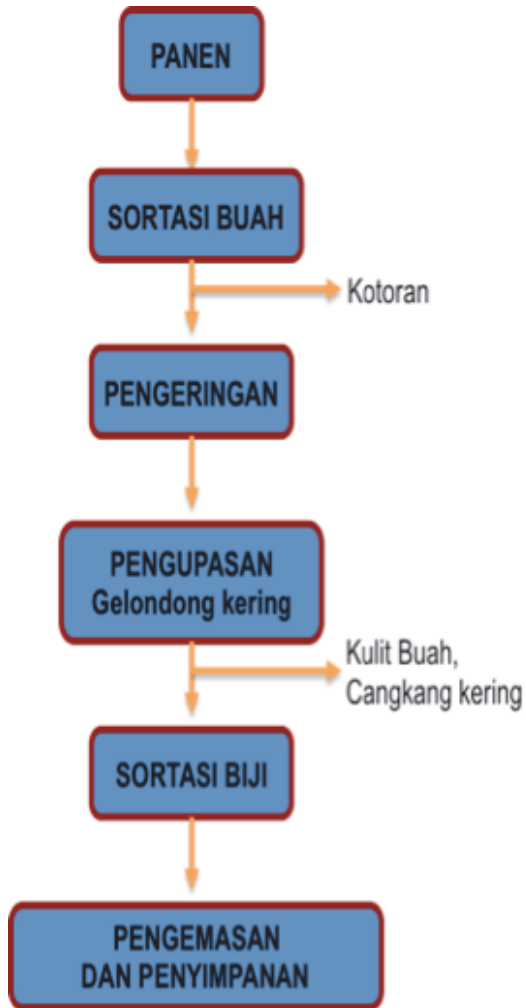 PANEN
SORTASI BUAH
Kotoran
PENGERINGAN
PENGUPASAN
Gelondong kering
Kulit Buah,
Cangkang kering
SORTASI BIJI
PENGEMASAN
DAN PENYIMPANAN